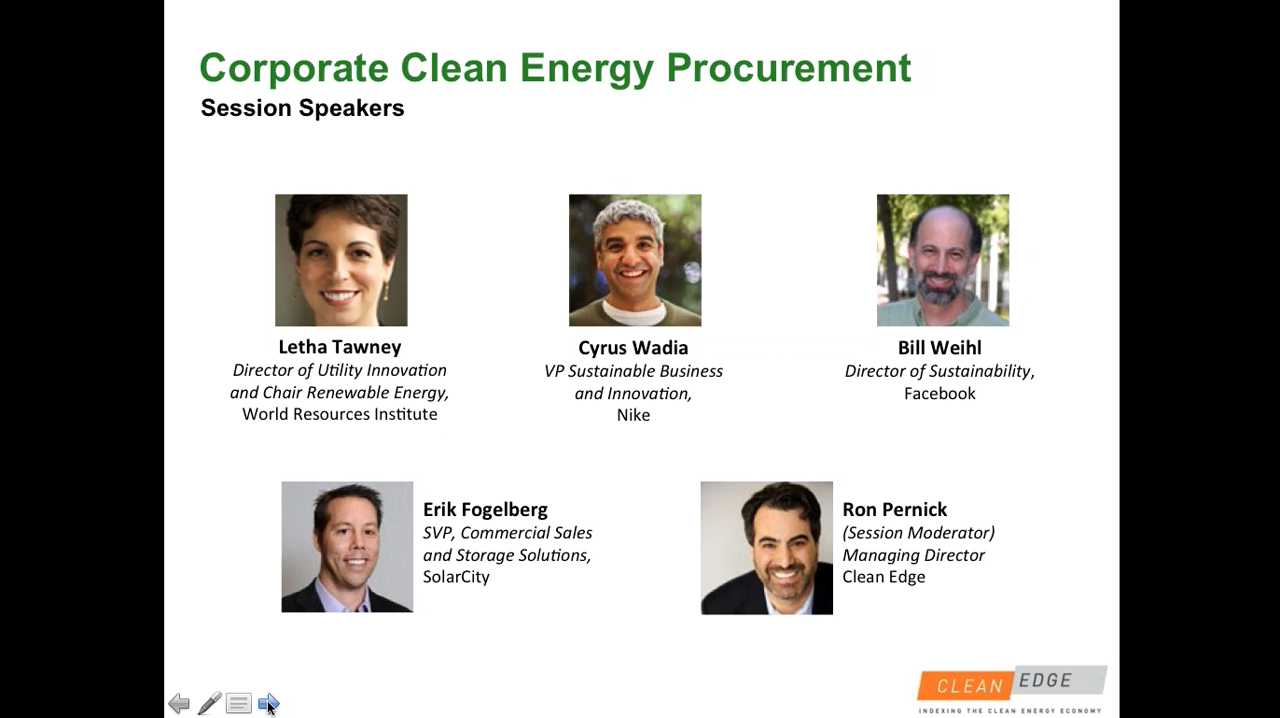 Corporate Clean Energy Procurement
Session Speakers
Letha Tawney
Director of Utility Innovation
and Chair Renewable Energy,
World Resources Institute
Cyrus Wadia
VP Sustainable Business
and Innovation,
Nike
Bill Weihl
Director of Sustainability,
Facebook
Erik Fogelberg
SVP, Commercial Sales
and Storage Solutions,
SolarCity
Ron Pernick
(Session Moderator)
Managing Director
Clean Edge
CLEAN EDGE
INDEXING THE CLEAN ENERGY ECONOMY